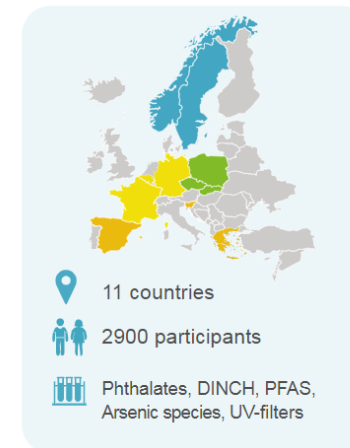 11 countries
2900 participants
Phthalates, DINCH, PFAS,
Arsenic species, UV-filters